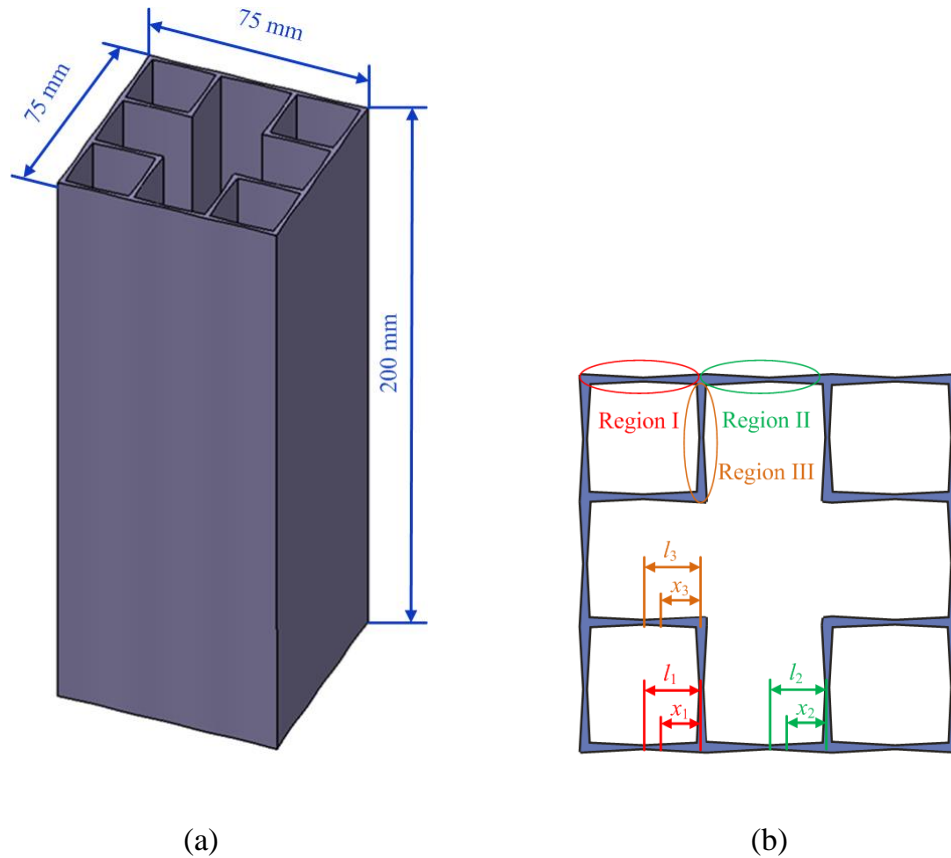 75 mm
75 mm
200 mm
Region I
Region II
Region III
l3
x3
l1
x1
l2
x2
(a)
(b)